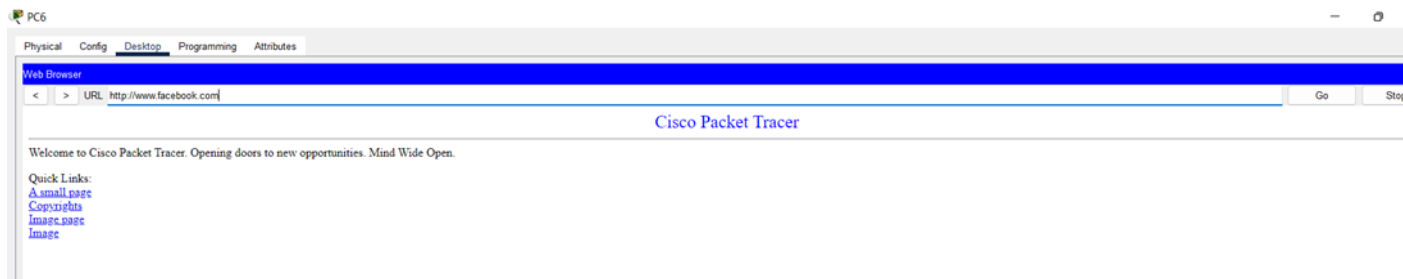 PC6
Physical Config Desktop Programming Attributes
Web Browser
< > URL http://www.facebook.com Go Stop
Cisco Packet Tracer
Welcome to Cisco Packet Tracer. Opening doors to new opportunities. Mind Wide Open.
Quick Links:
A small page
Copyrights
Image page
Image